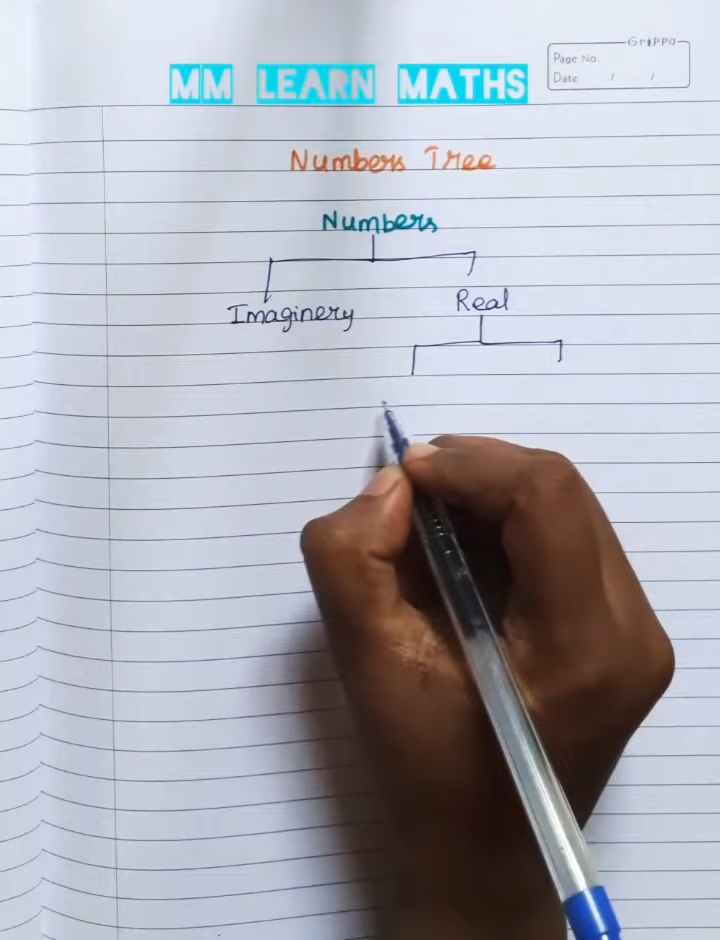 Grippo
Page No.
Date / /
MM LEARN MATHS
Numbers Tree
Numbers
Imaginery
Real